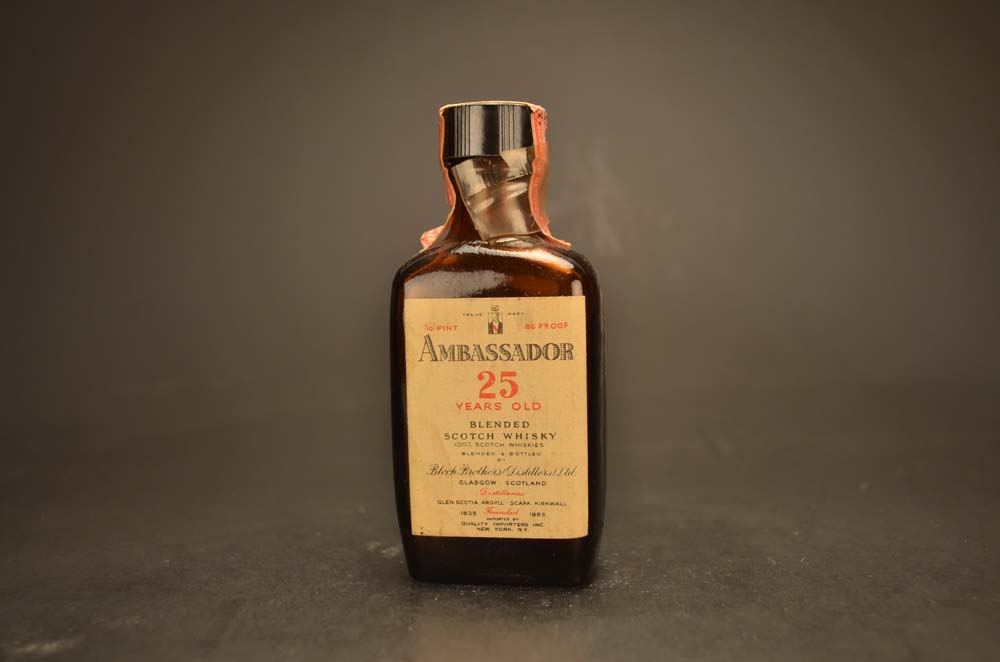 TRADE MARK
1/10 PINT 86 PROOF
AMBASSADOR
25
YEARS OLD
BLENDED
SCOTCH WHISKY
100% SCOTCH WHISKIES
BLENDED & BOTTLED
BY
Bloch Brothers (Distillers) Ltd.
GLASGOW SCOTLAND
Distilleries
GLEN SCOTIA, ARGYLL · SCAPA, KIRKWALL
1835 Founded 1885
IMPORTED BY
QUALITY IMPORTERS INC
NEW YORK, N.Y.